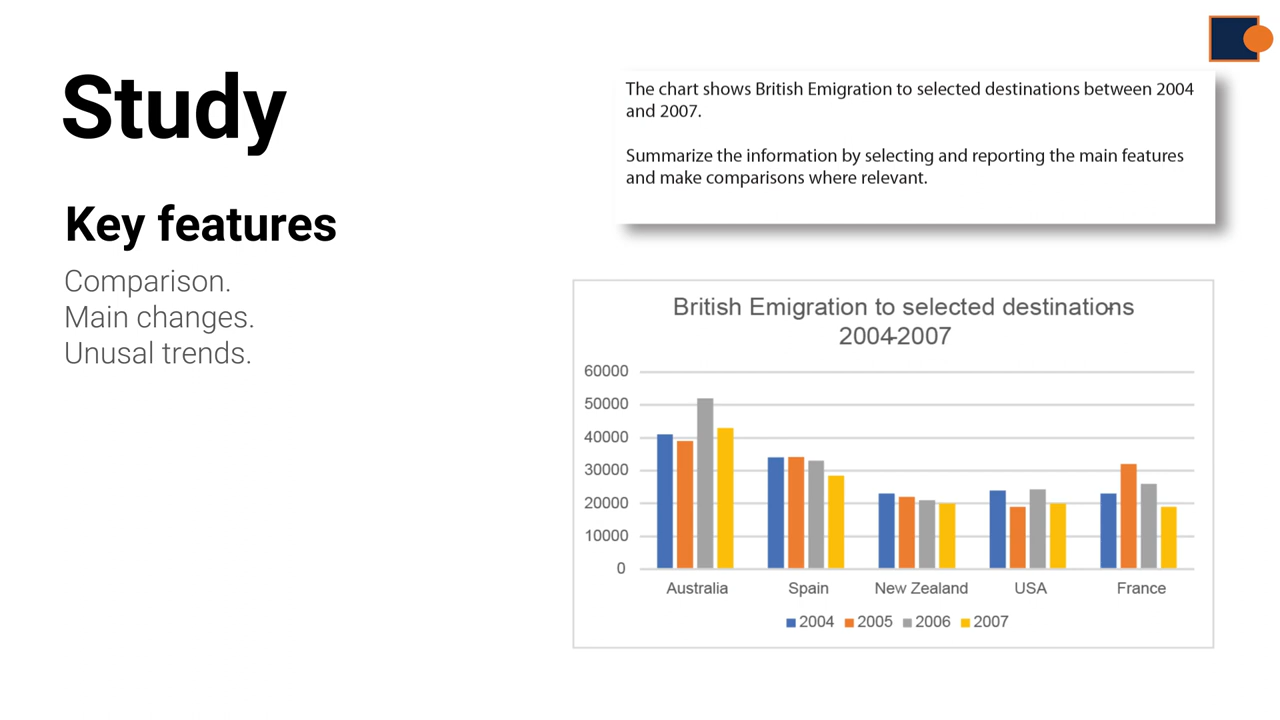 Study
Key features
Comparison.
Main changes.
Unusal trends.
The chart shows British Emigration to selected destinations between 2004
and 2007.
Summarize the information by selecting and reporting the main features
and make comparisons where relevant.
British Emigration to selected destinations
2004-2007
60000
50000
40000
30000
20000
10000
0
Australia Spain New Zealand USA France
2004 2005 2006 2007